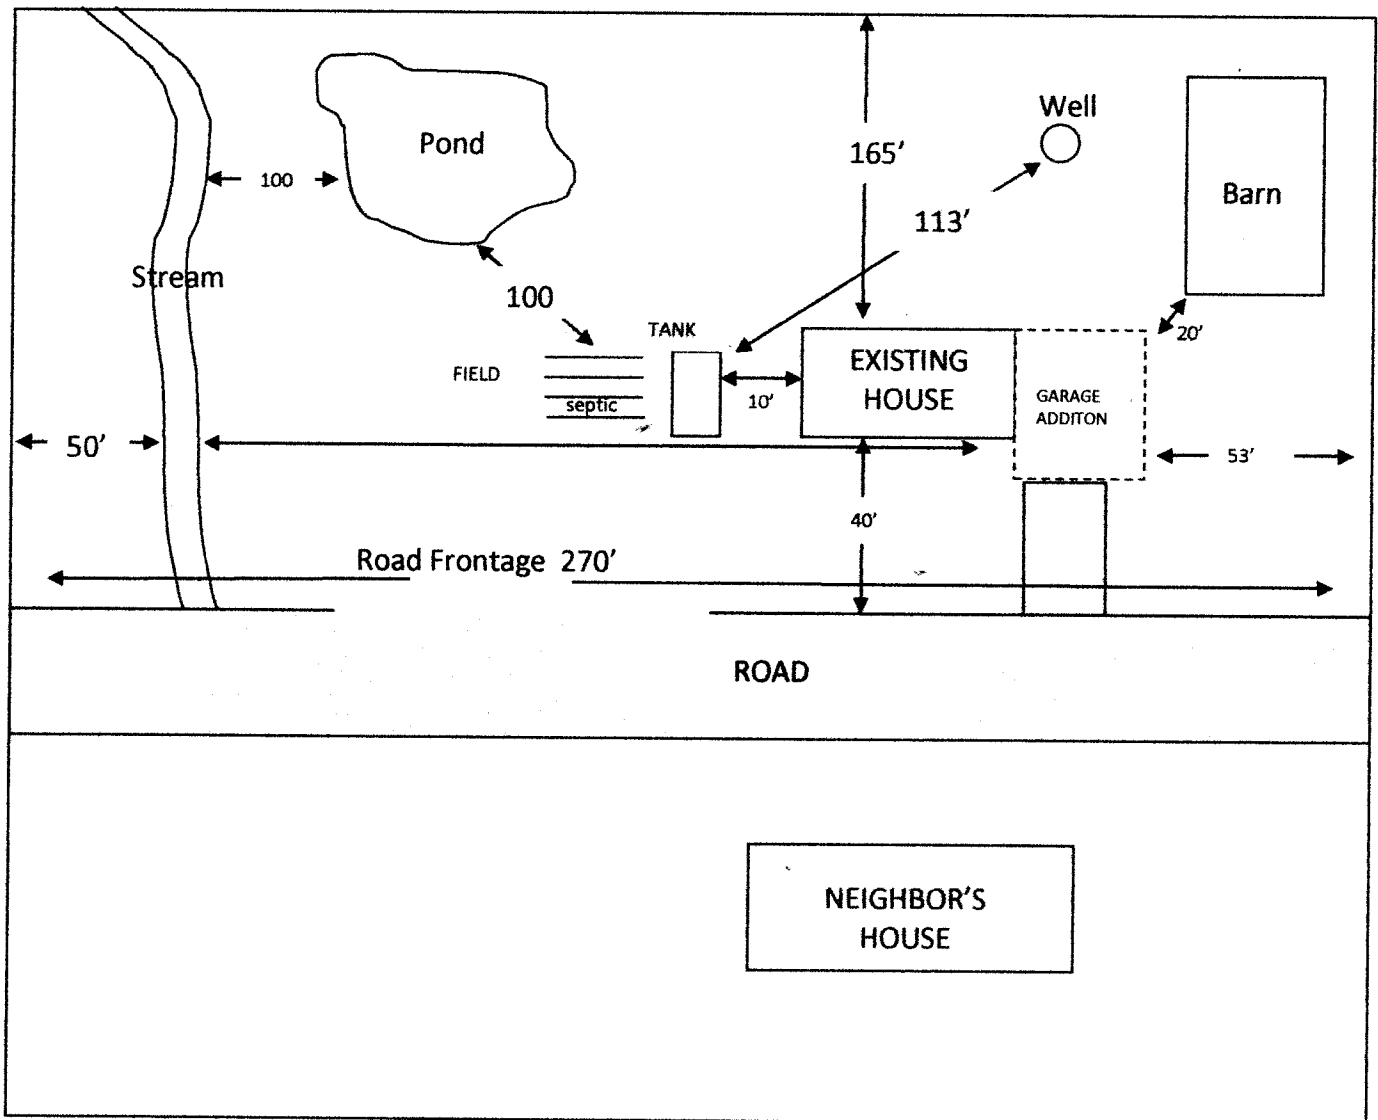 Well
Pond
165'
100
Barn
113'
Stream
100
TANK
20'
EXISTING
HOUSE
FIELD
septic
10'
GARAGE
ADDITON
50'
53'
40'
Road Frontage 270'
ROAD
NEIGHBOR'S
HOUSE